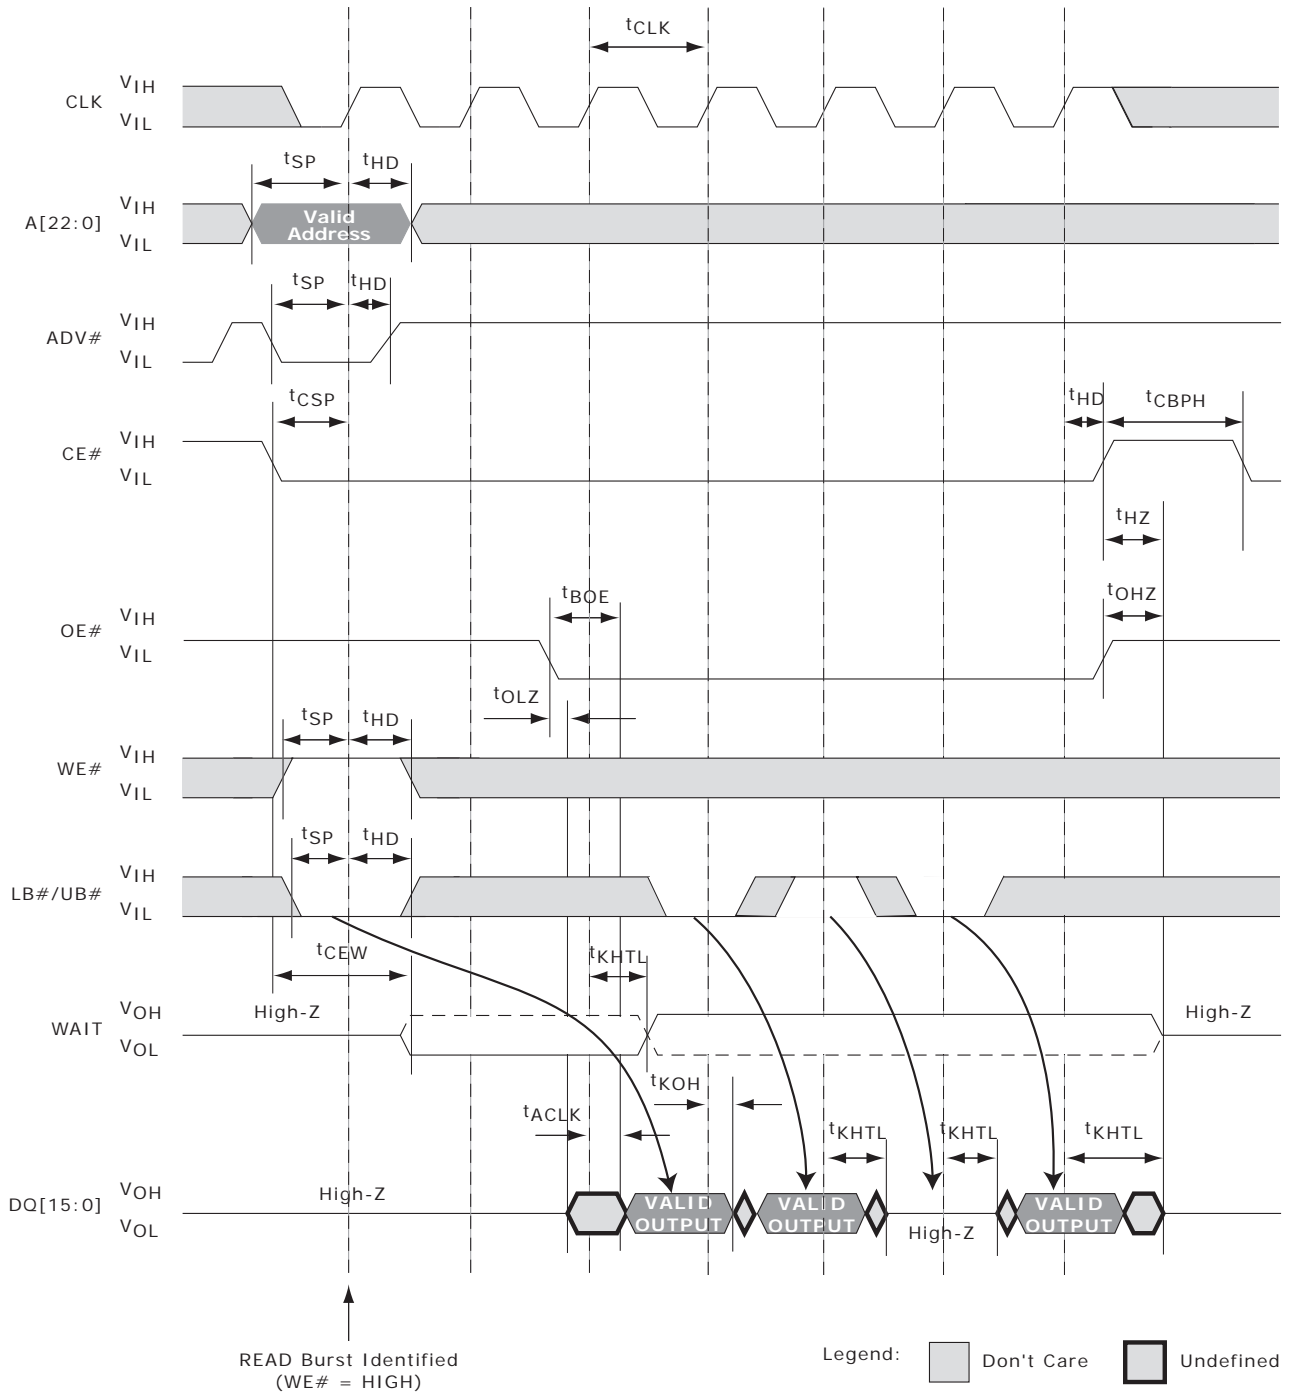 tCLK
CLK VIH
VIL
tSP tHD
A[22:0] VIH
VIL
Valid
Address
tSP tHD
ADV# VIH
VIL
tCSP tHD tCBPH
CE# VIH
VIL
tHZ
tBOE tOHZ
OE# VIH
VIL
tOLZ
tSP tHD
WE# VIH
VIL
tSP tHD
LB#/UB# VIH
VIL
tCEW tKHTL
WAIT VOH
VOL
High-Z High-Z
tKOH
tACLK tKHTL tKHTL tKHTL
DQ[15:0] VOH
VOL
High-Z
VALID
OUTPUT
VALID
OUTPUT
High-Z
VALID
OUTPUT
READ Burst Identified
(WE# = HIGH)
Legend: Don't Care Undefined